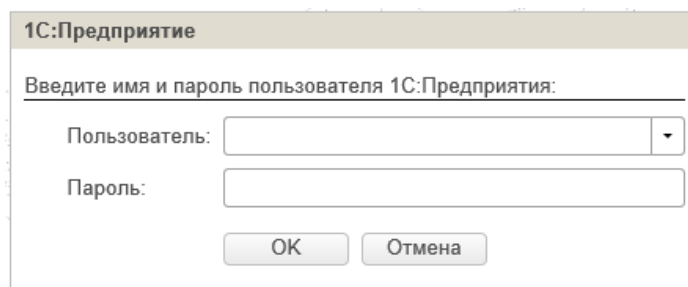 1С:Предприятие
Введите имя и пароль пользователя 1С:Предприятия:
Пользователь:
Пароль:
OK
Отмена